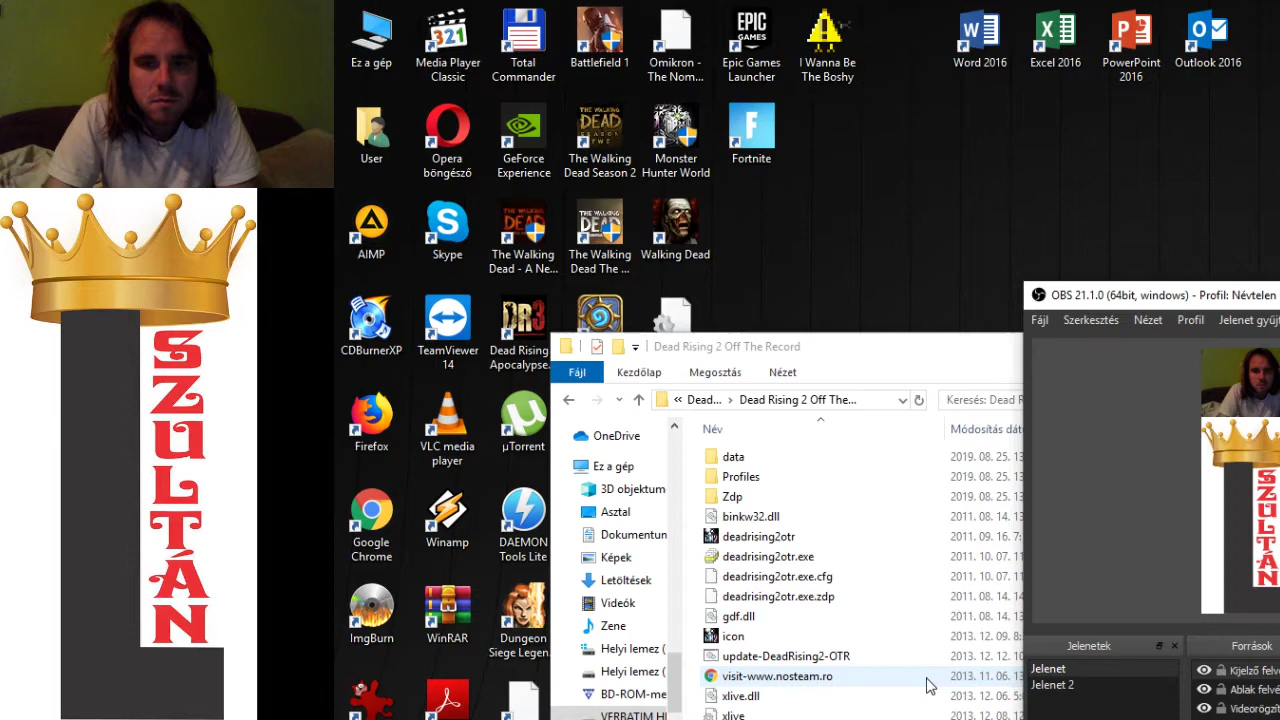 Ez a gép
Media Player
Classic
Total
Commander
Battlefield 1
Omikron -
The Nom...
EPIC
GAMES
Epic Games
Launcher
I Wanna Be
The Boshy
Word 2016
Excel 2016
PowerPoint
2016
Outlook 2016
User
Opera
böngésző
GeForce
Experience
The Walking
Dead Season 2
Monster
Hunter World
Fortnite
AIMP
Skype
The Walking
Dead - A Ne...
The Walking
Dead The ...
Walking Dead
CDBurnerXP
TeamViewer
14
DR3
Dead Rising
Apocalypse...
Firefox
VLC media
player
µTorrent
Google
Chrome
Winamp
DAEMON
Tools Lite
ImgBurn
WinRAR
Dungeon
Siege Legen...
L
SZULTÁN
Dead Rising 2 Off The Record
Fájl
Kezdőlap
Megosztás
Nézet
« Dead... › Dead Rising 2 Off The...
Keresés: Dead R
OneDrive
Ez a gép
3D objektum
Asztal
Dokumentun
Képek
Letöltések
Videók
Zene
Helyi lemez (
Helyi lemez (
BD-ROM-me
VERBATIM H
Név
Módosítás dátu
data 2019. 08. 25. 13
Profiles 2019. 08. 25. 13
Zdp 2019. 08. 25. 13
binkw32.dll 2011. 08. 14. 13
deadrising2otr 2011. 09. 16. 7:
deadrising2otr.exe 2011. 10. 07. 11
deadrising2otr.exe.cfg 2011. 10. 07. 11
deadrising2otr.exe.zdp 2011. 08. 14. 14
gdf.dll 2011. 08. 14. 13
icon 2013. 12. 09. 8:
update-DeadRising2-OTR 2013. 12. 12. 10
visit-www.nosteam.ro 2013. 11. 06. 13
xlive.dll 2013. 12. 06. 5:
xlive 2013. 12. 08.
OBS 21.1.0 (64bit, windows) - Profil: Névtelen
Fájl
Szerkesztés
Nézet
Profil
Jelenet gyűjt
SZULTÁN
Jelenetek
Források
Jelenet
Jelenet 2
Kijelző felve
Ablak felvé
Videorögzít